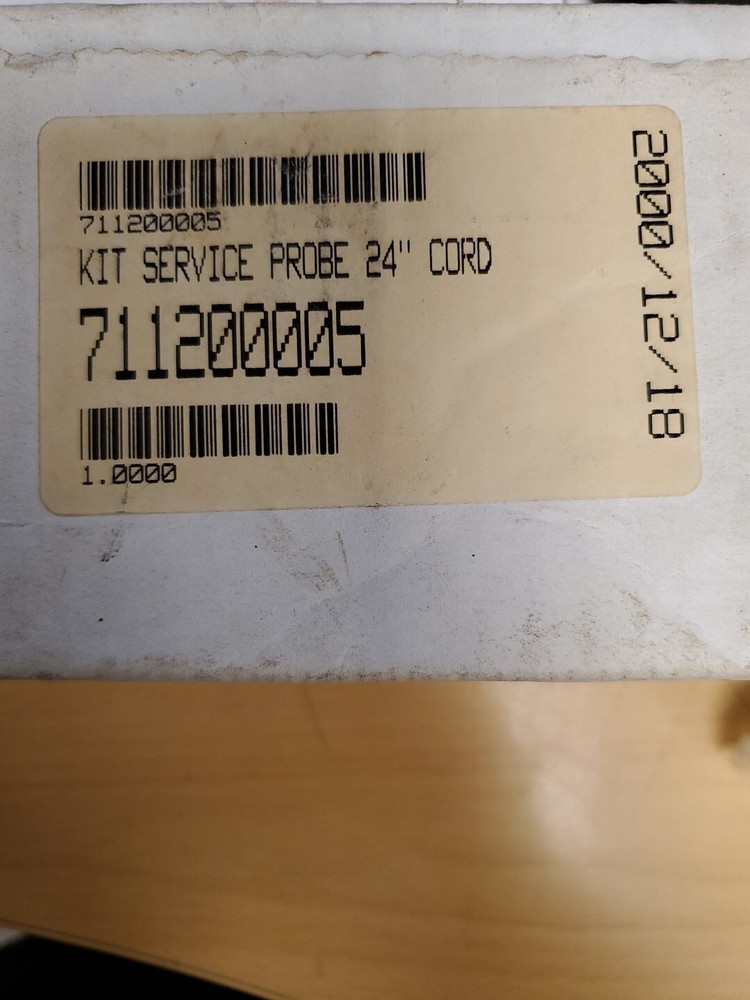 711200005
KIT SERVICE PROBE 24" CORD
711200005
1.0000
2000/12/18